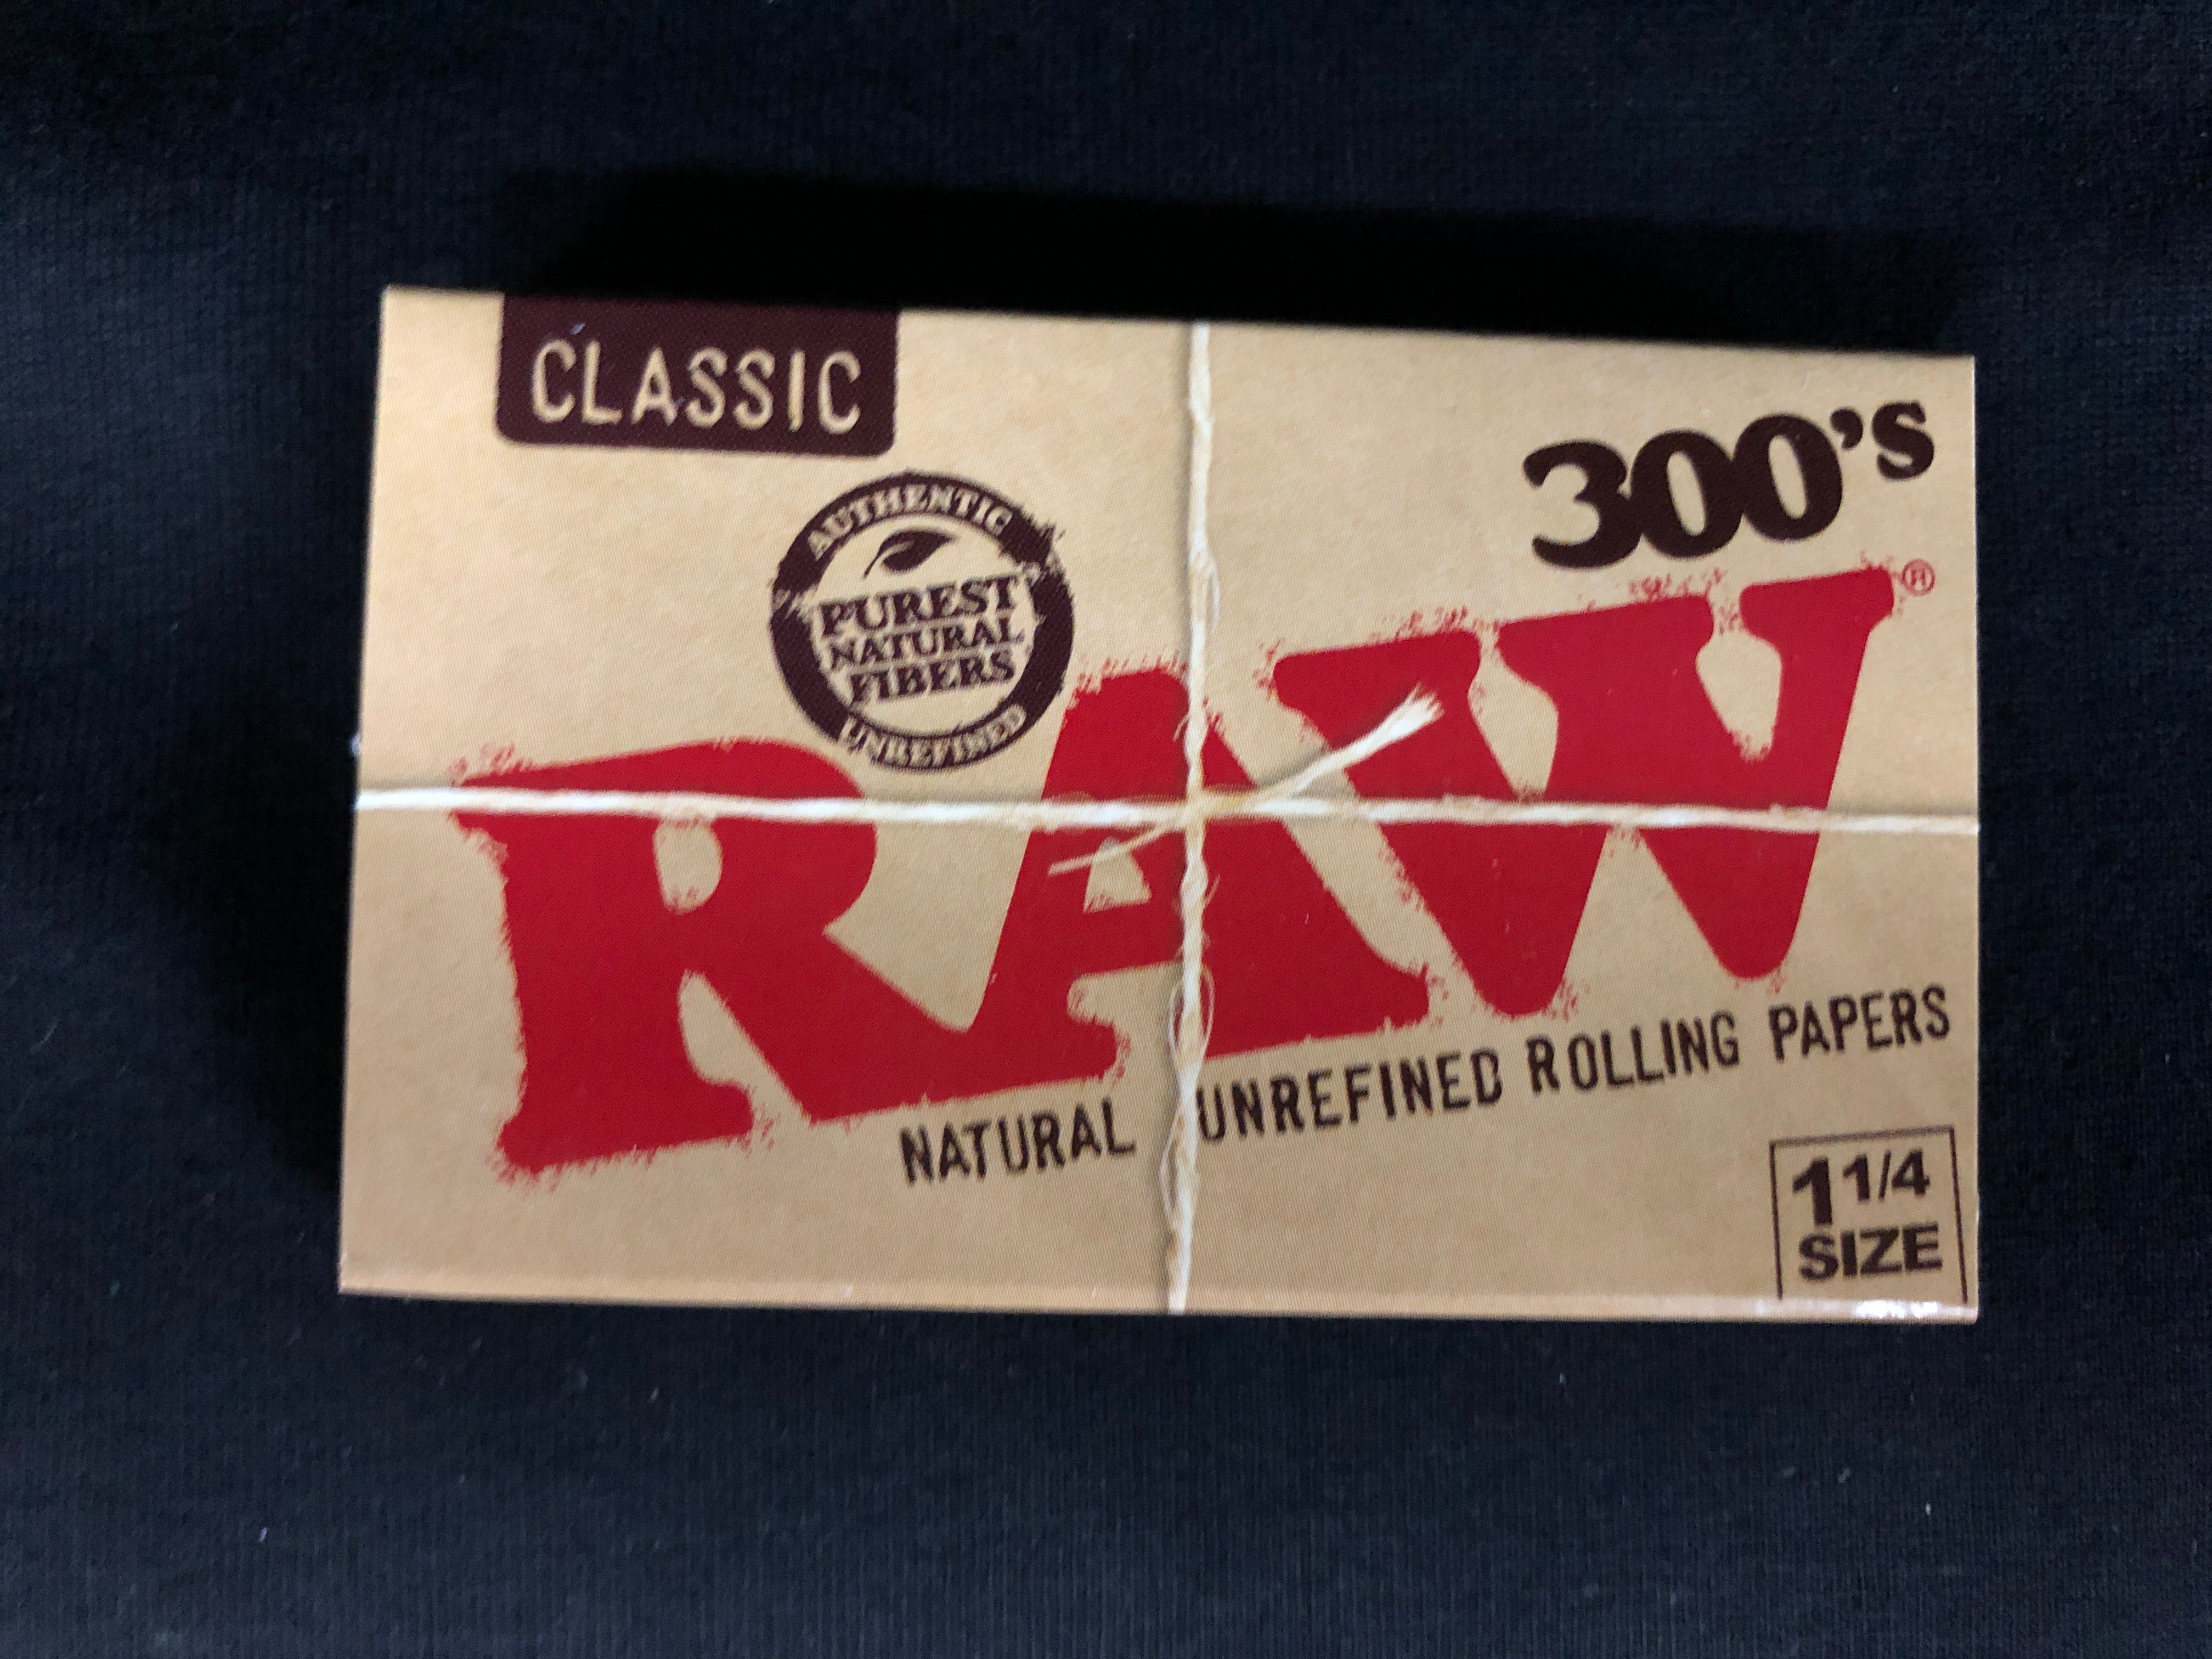 CLASSIC
300's
AUTHENTIC
PUREST
NATURAL
FIBERS
UNREFINED
RAW®
NATURAL UNREFINED ROLLING PAPERS
1 1/4
SIZE